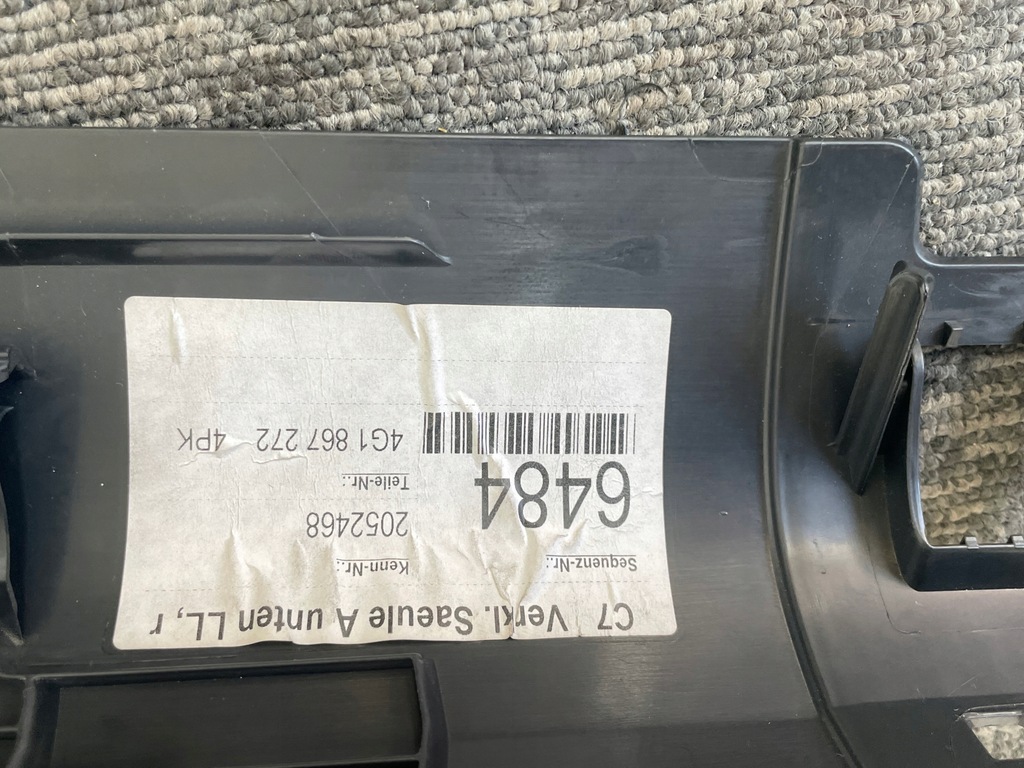 C7 Verkl. Saeule A unten LL, r
Sequenz-Nr.: Kenn-Nr.:
6484 2052468
Teile-Nr.:
4G1 867 272 4PK